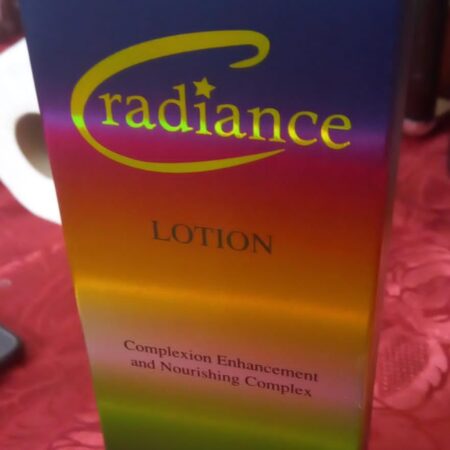 radiance
LOTION
Complexion Enhancement
and Nourishing Complex